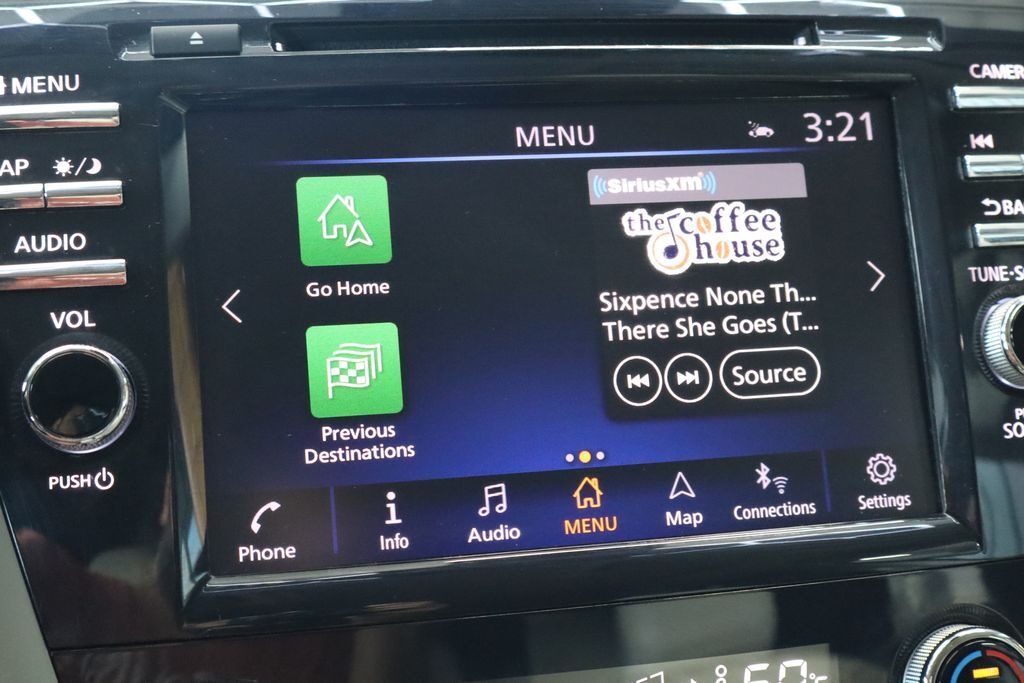 MENU
CAMER
AP
AUDIO
VOL
PUSH
BA
TUNE•S
MENU
3:21
SiriusXM
the coffee
house
Go Home
Sixpence None Th...
There She Goes (T...
Source
Previous
Destinations
Phone
Info
Audio
MENU
Map
Connections
Settings
60°F